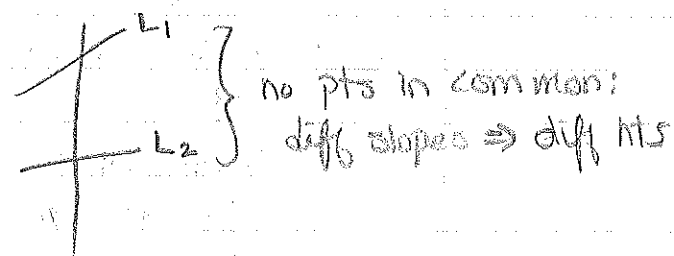 L1
no pts in common:
L2
diff slopes ⇒ diff hts